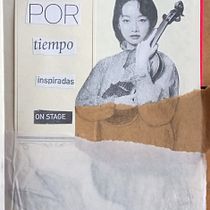 POR
tiempo
inspiradas
ON STAGE